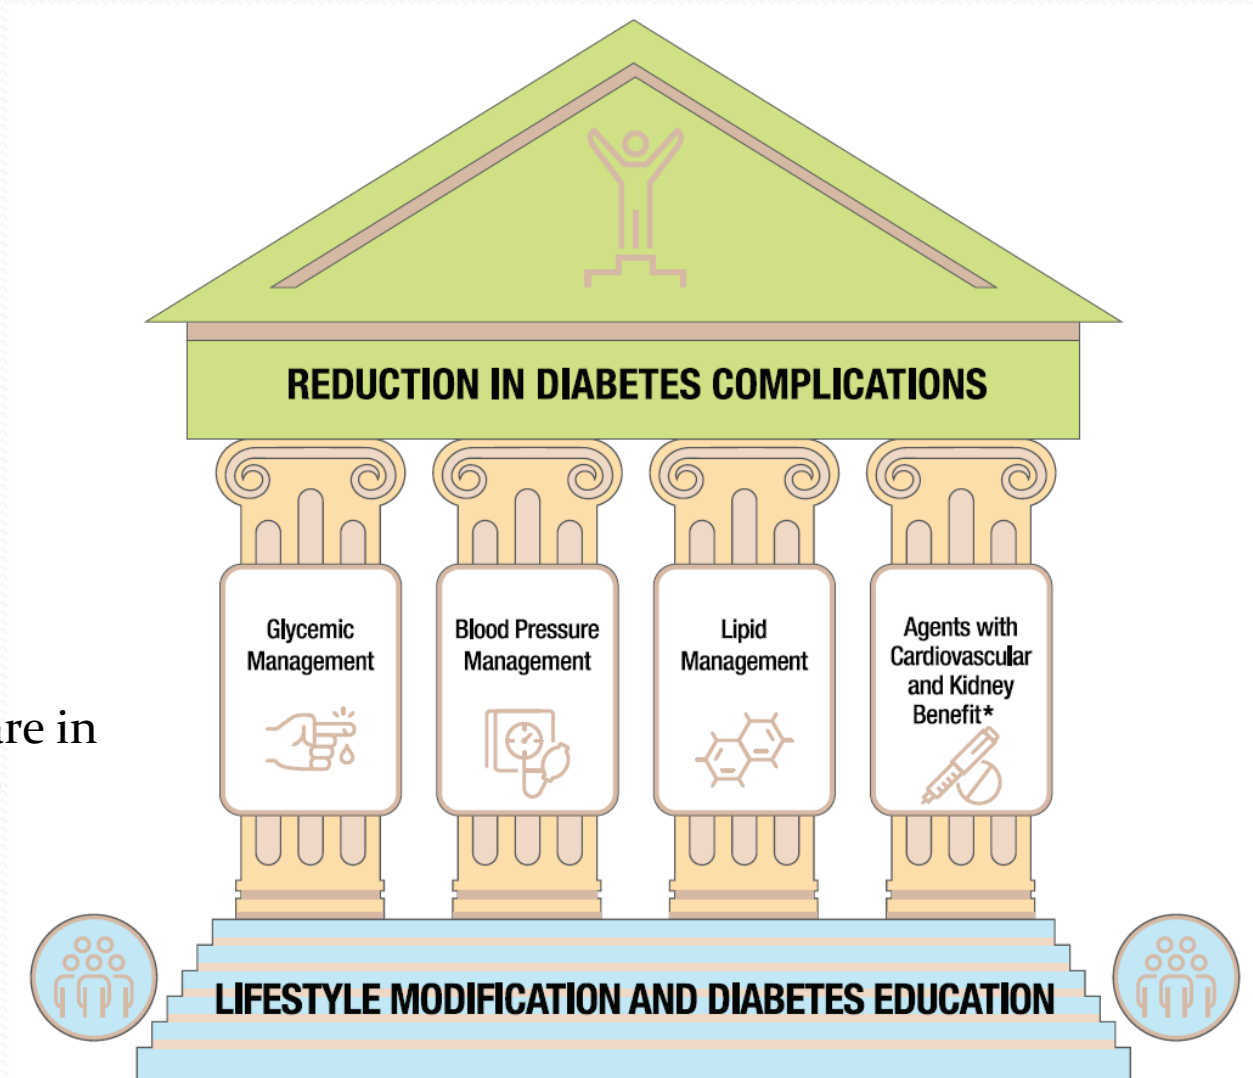 REDUCTION IN DIABETES COMPLICATIONS
Glycemic
Management
Blood Pressure
Management
Lipid
Management
Agents with
Cardiovascular
and Kidney
Benefit*
in
LIFESTYLE MODIFICATION AND DIABETES EDUCATION